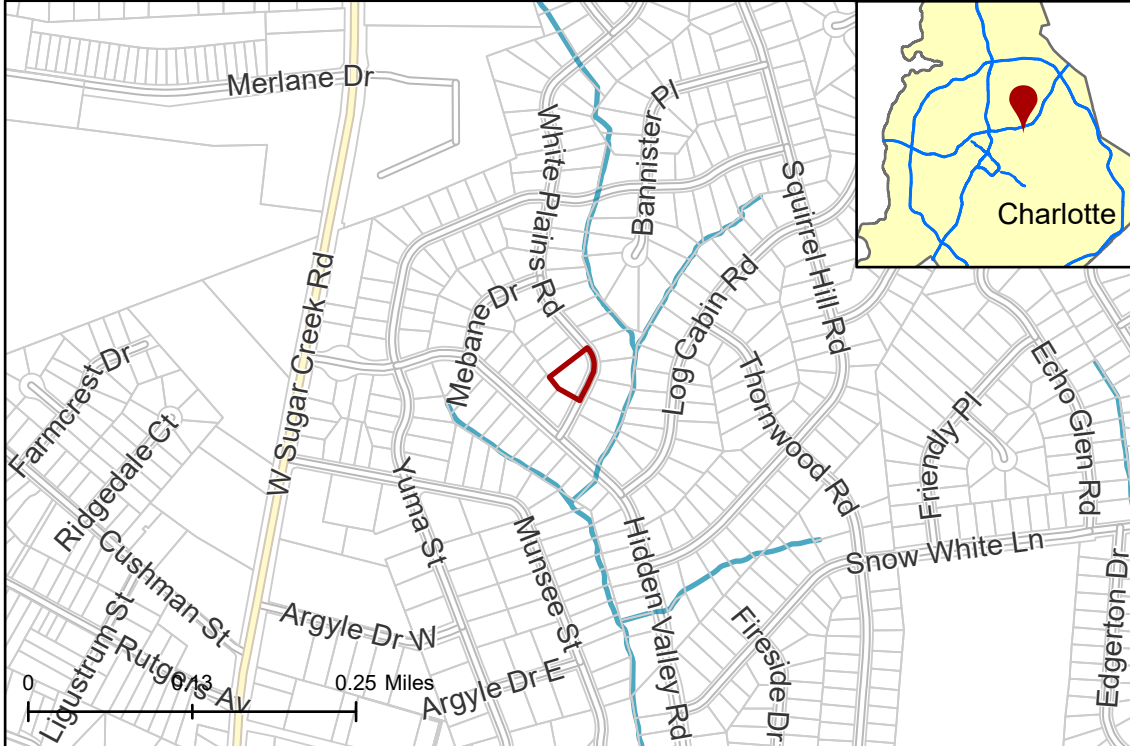 Merlane Dr
White Plains Rd
Bannister Pl
Squirrel Hill Rd
Charlotte
W Sugar Creek Rd
Mebane Dr
Log Cabin Rd
Farmcrest Dr
Ridgedale Ct
Thornwood Rd
Friendly Pl
Echo Glen Rd
Yuma St
Munsee St
Hidden Valley Rd
Snow White Ln
Cushman St
Argyle Dr W
Ligustrum St
Rutgers Av
Argyle Dr E
Fireside Dr
Edgerton Dr
0 0.13 0.25 Miles